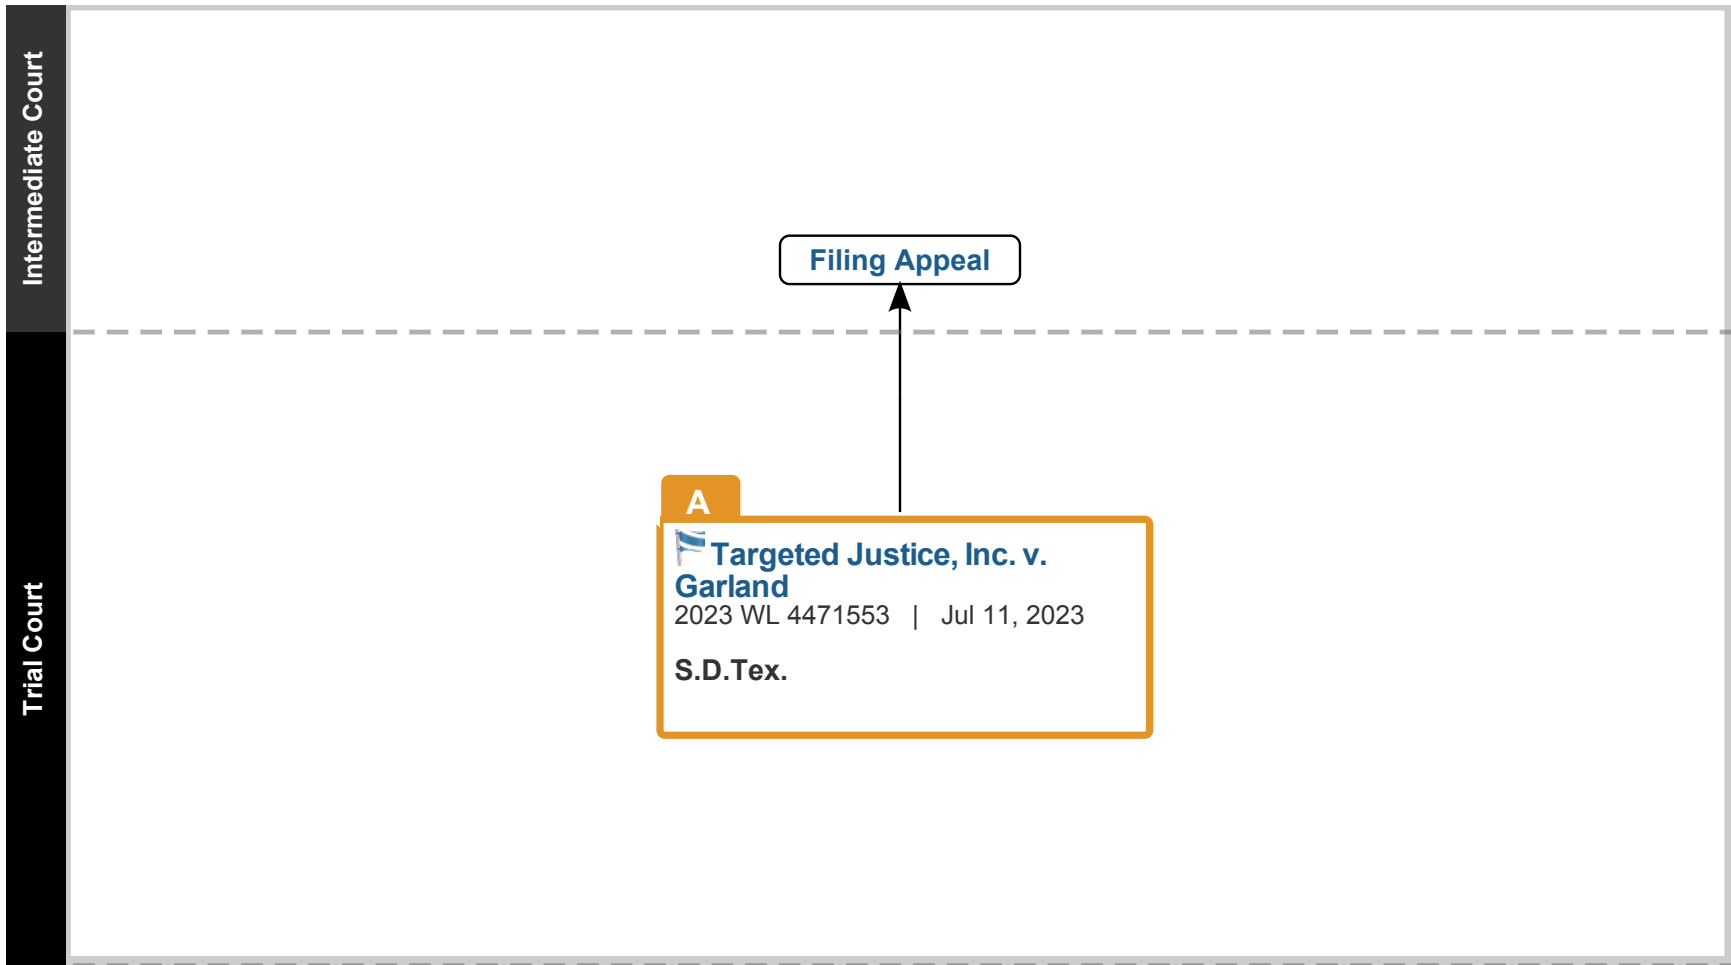 Intermediate Court
Filing Appeal
Trial Court
A
Targeted Justice, Inc. v.
Garland
2023 WL 4471553 | Jul 11, 2023
S.D.Tex.